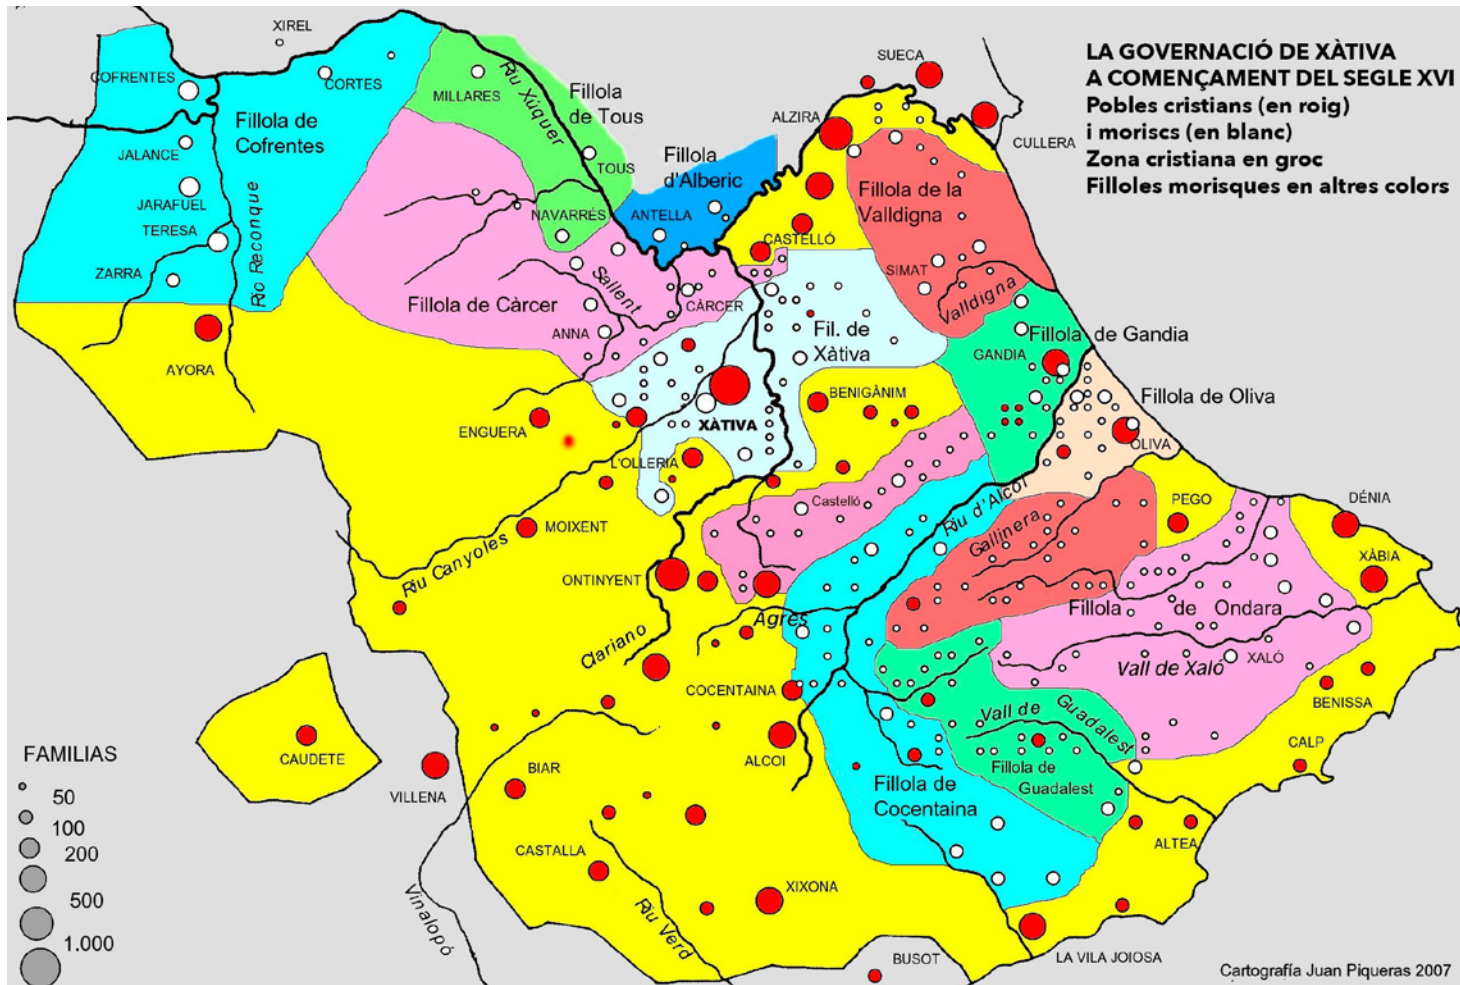 LA GOVERNACIÓ DE XÀTIVA
A COMENÇAMENT DEL SEGLE XVI
Pobles cristians (en roig)
i moriscs (en blanc)
Zona cristiana en groc
Filloles morisques en altres colors
XIREL
COFRENTES
CORTES
MILLARES
Riu Xúquer
Fillola
de Tous
SUECA
ALZIRA
CULLERA
Fillola de
Cofrentes
JALANCE
TOUS
Fillola
d'Alberic
Fillola de la
Valldigna
JARAFUEL
TERESA
NAVARRÉS
ANTELLA
CASTELLÓ
ZARRA
Río Reconque
Sallent
SIMAT
Valldigna
Fillola de Càrcer
CÀRCER
ANNA
Fil. de
Xàtiva
Fillola de Gandia
GANDIA
AYORA
BENIGÀNIM
Fillola de Oliva
ENGUERA
XÀTIVA
OLIVA
L'OLLERIA
Castelló
Riu d'Alcoi
PEGO
DÉNIA
MOIXENT
Riu Canyoles
Gallinera
XÀBIA
ONTINYENT
Fillola de Ondara
Agres
Clariano
Vall de Xaló
XALÓ
COCENTAINA
BENISSA
Vall de Guadalest
CAUDETE
ALCOI
CALP
VILLENA
BIAR
Fillola de
Guadalest
Fillola de
Cocentaina
ALTEA
CASTALLA
XIXONA
Vinalopó
Riu Verd
BUSOT
LA VILA JOIOSA
FAMILIAS
50
100
200
500
1.000
Cartografía Juan Piqueras 2007